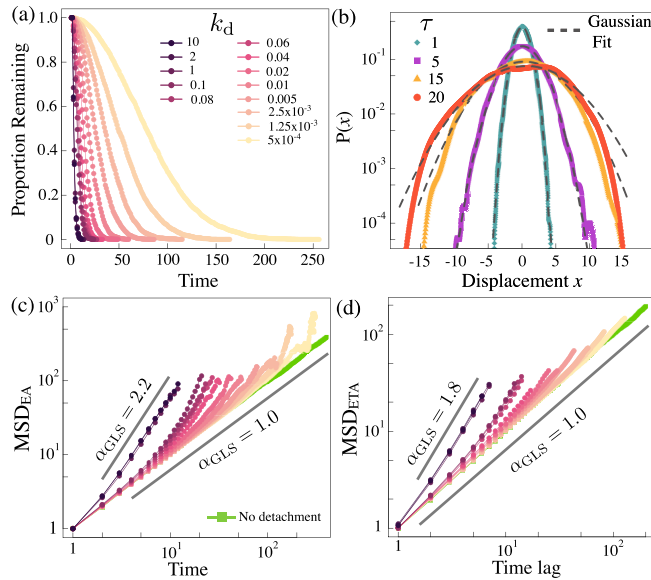 (a)
k_d
10
2
1
0.1
0.08
0.06
0.04
0.02
0.01
0.005
2.5x10^-3
1.25x10^-3
5x10^-4
Proportion Remaining
1.0
0.8
0.6
0.4
0.2
0
0 50 100 150 200 250
Time
(b)
τ
1
5
15
20
Gaussian
Fit
P(x)
10^-1
10^-2
10^-3
10^-4
-15 -10 -5 0 5 10 15
Displacement x
(c)
MSD_EA
10^3
10^2
10^1
1
α_GLS = 2.2
α_GLS = 1.0
No detachment
1 10^1 10^2
Time
(d)
MSD_ETA
10^2
10^1
1
α_GLS = 1.8
α_GLS = 1.0
1 10^1 10^2
Time lag